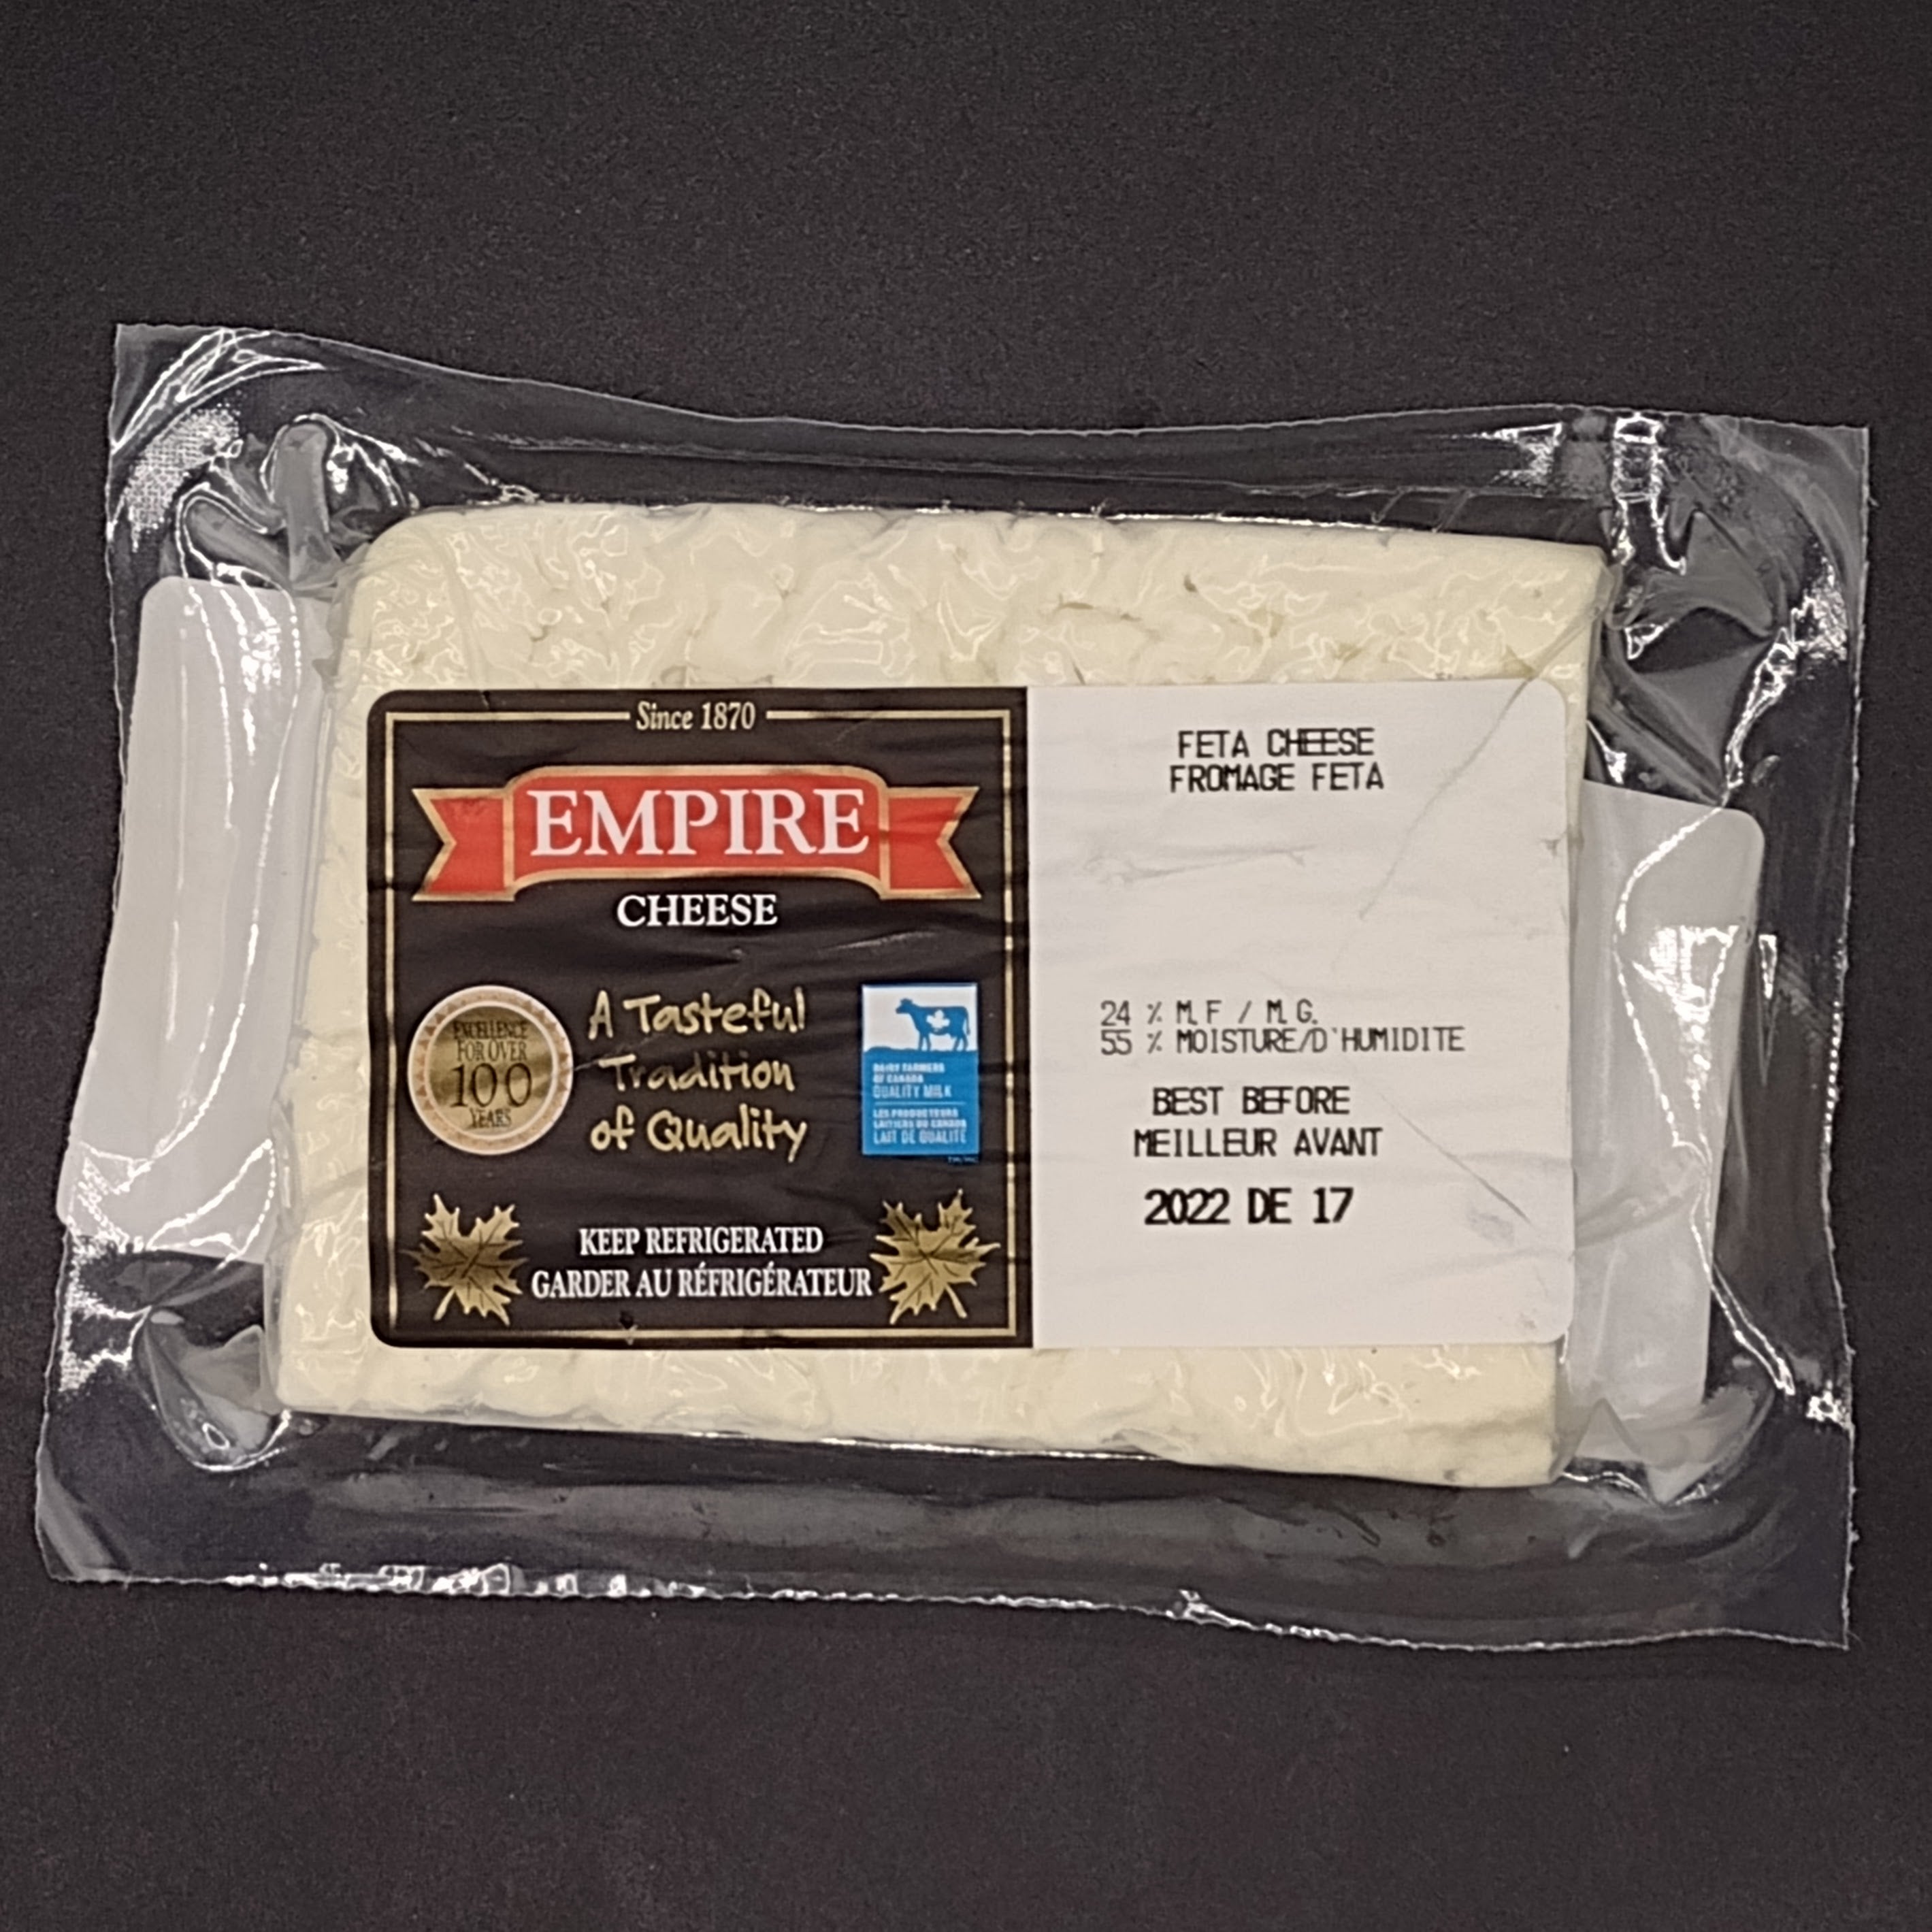 Since 1870
EMPIRE
CHEESE
EXCELLENCE
FOR OVER
100
YEARS
A Tasteful
Tradition
of Quality
DAIRY FARMERS
OF CANADA
QUALITY MILK
LES PRODUCTEURS
LAITIERS DU CANADA
LAIT DE QUALITÉ
KEEP REFRIGERATED
GARDER AU RÉFRIGÉRATEUR
FETA CHEESE
FROMAGE FETA
24 % M.F / M.G.
55 % MOISTURE/D'HUMIDITE
BEST BEFORE
MEILLEUR AVANT
2022 DE 17